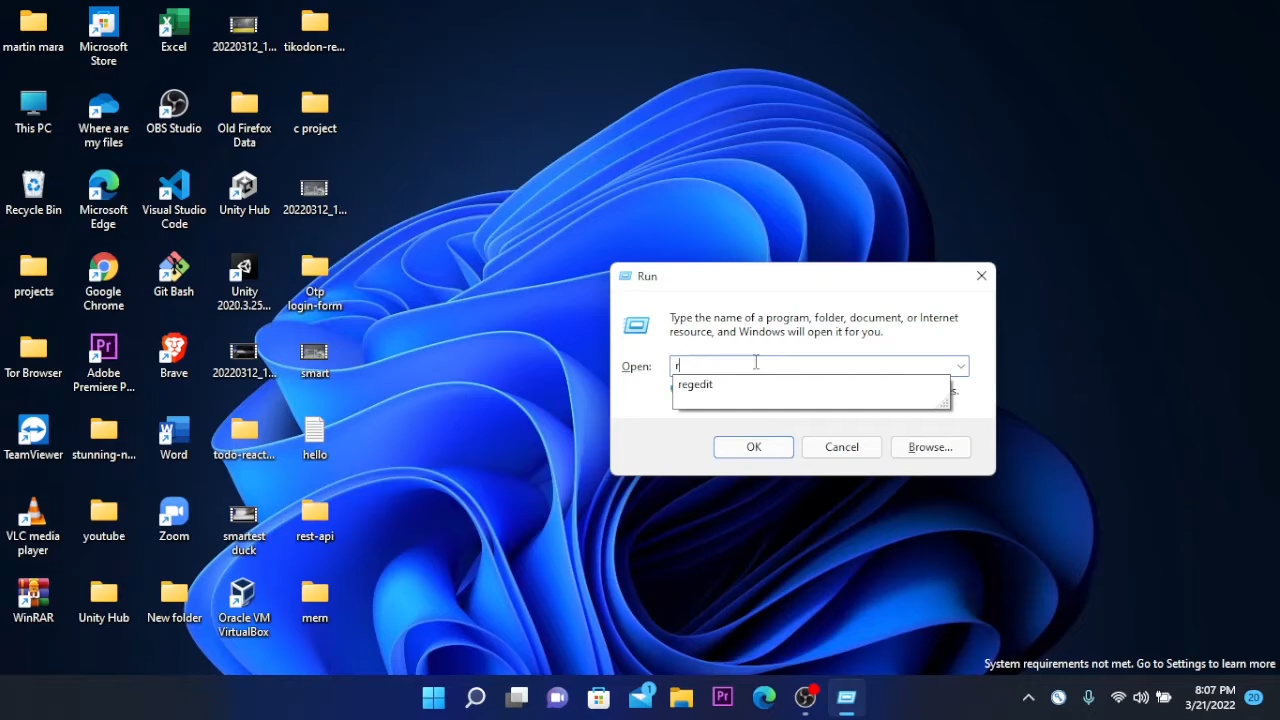 martin mara
Microsoft
Store
Excel
20220312_1...
tikodon-re...
This PC
Where are
my files
OBS Studio
Old Firefox
Data
c project
Recycle Bin
Microsoft
Edge
Visual Studio
Code
Unity Hub
20220312_1...
projects
Google
Chrome
Git Bash
Unity
2020.3.25...
Otp
login-form
Tor Browser
Adobe
Premiere P...
Brave
20220312_1...
smart
TeamViewer
stunning-n...
Word
todo-react...
hello
VLC media
player
youtube
Zoom
smartest
duck
rest-api
WinRAR
Unity Hub
New folder
Oracle VM
VirtualBox
mern
Run
Type the name of a program, folder, document, or Internet
resource, and Windows will open it for you.
Open:
r
regedit
s.
OK
Cancel
Browse...
System requirements not met. Go to Settings to learn more
1
8:07 PM
3/21/2022
20